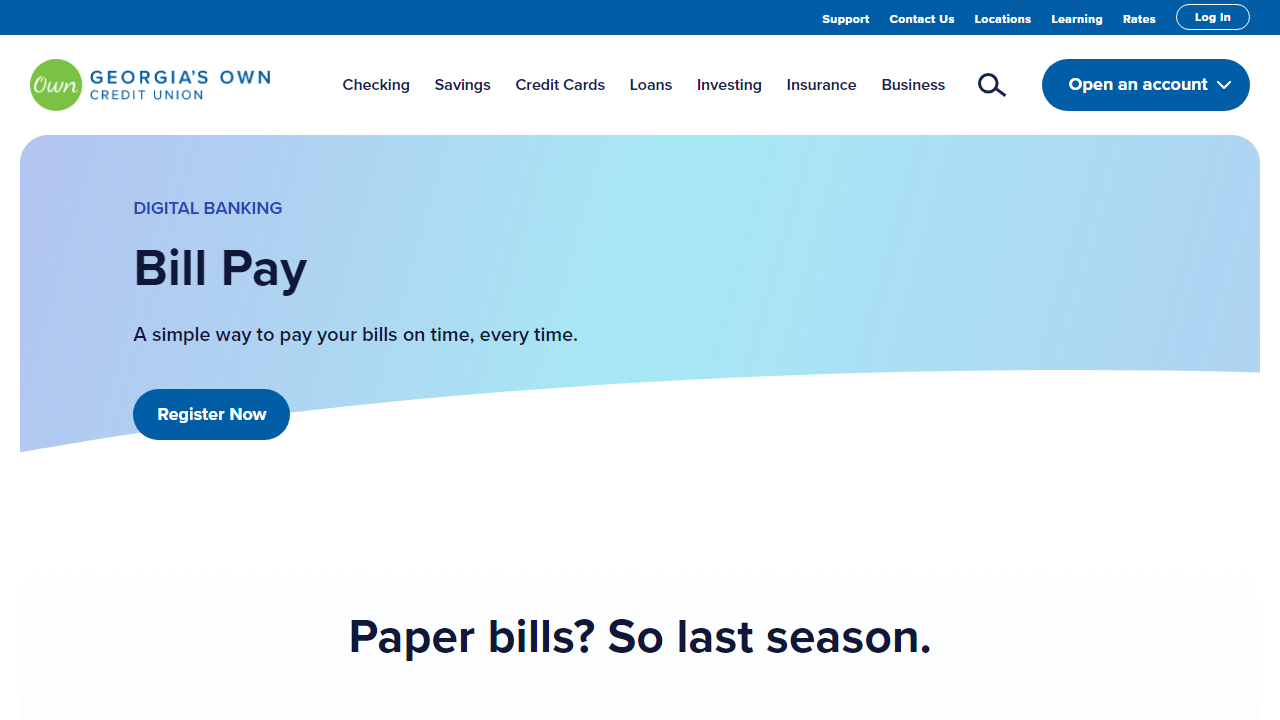 Support Contact Us Locations Learning Rates Log In
Own GEORGIA'S OWN
CREDIT UNION
Checking Savings Credit Cards Loans Investing Insurance Business Open an account
DIGITAL BANKING
Bill Pay
A simple way to pay your bills on time, every time.
Register Now
Paper bills? So last season.